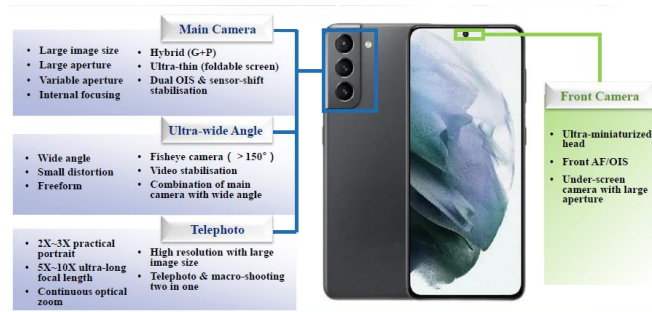 Main Camera
• Large image size
• Large aperture
• Variable aperture
• Internal focusing
• Hybrid (G+P)
• Ultra-thin (foldable screen)
• Dual OIS & sensor-shift
stabilisation
Ultra-wide Angle
• Wide angle
• Small distortion
• Freeform
• Fisheye camera ( >150° )
• Video stabilisation
• Combination of main
camera with wide angle
Telephoto
• 2X~3X practical
portrait
• 5X~10X ultra-long
focal length
• Continuous optical
zoom
• High resolution with large
image size
• Telephoto & macro-shooting
two in one
Front Camera
• Ultra-miniaturized
head
• Front AF/OIS
• Under-screen
camera with large
aperture